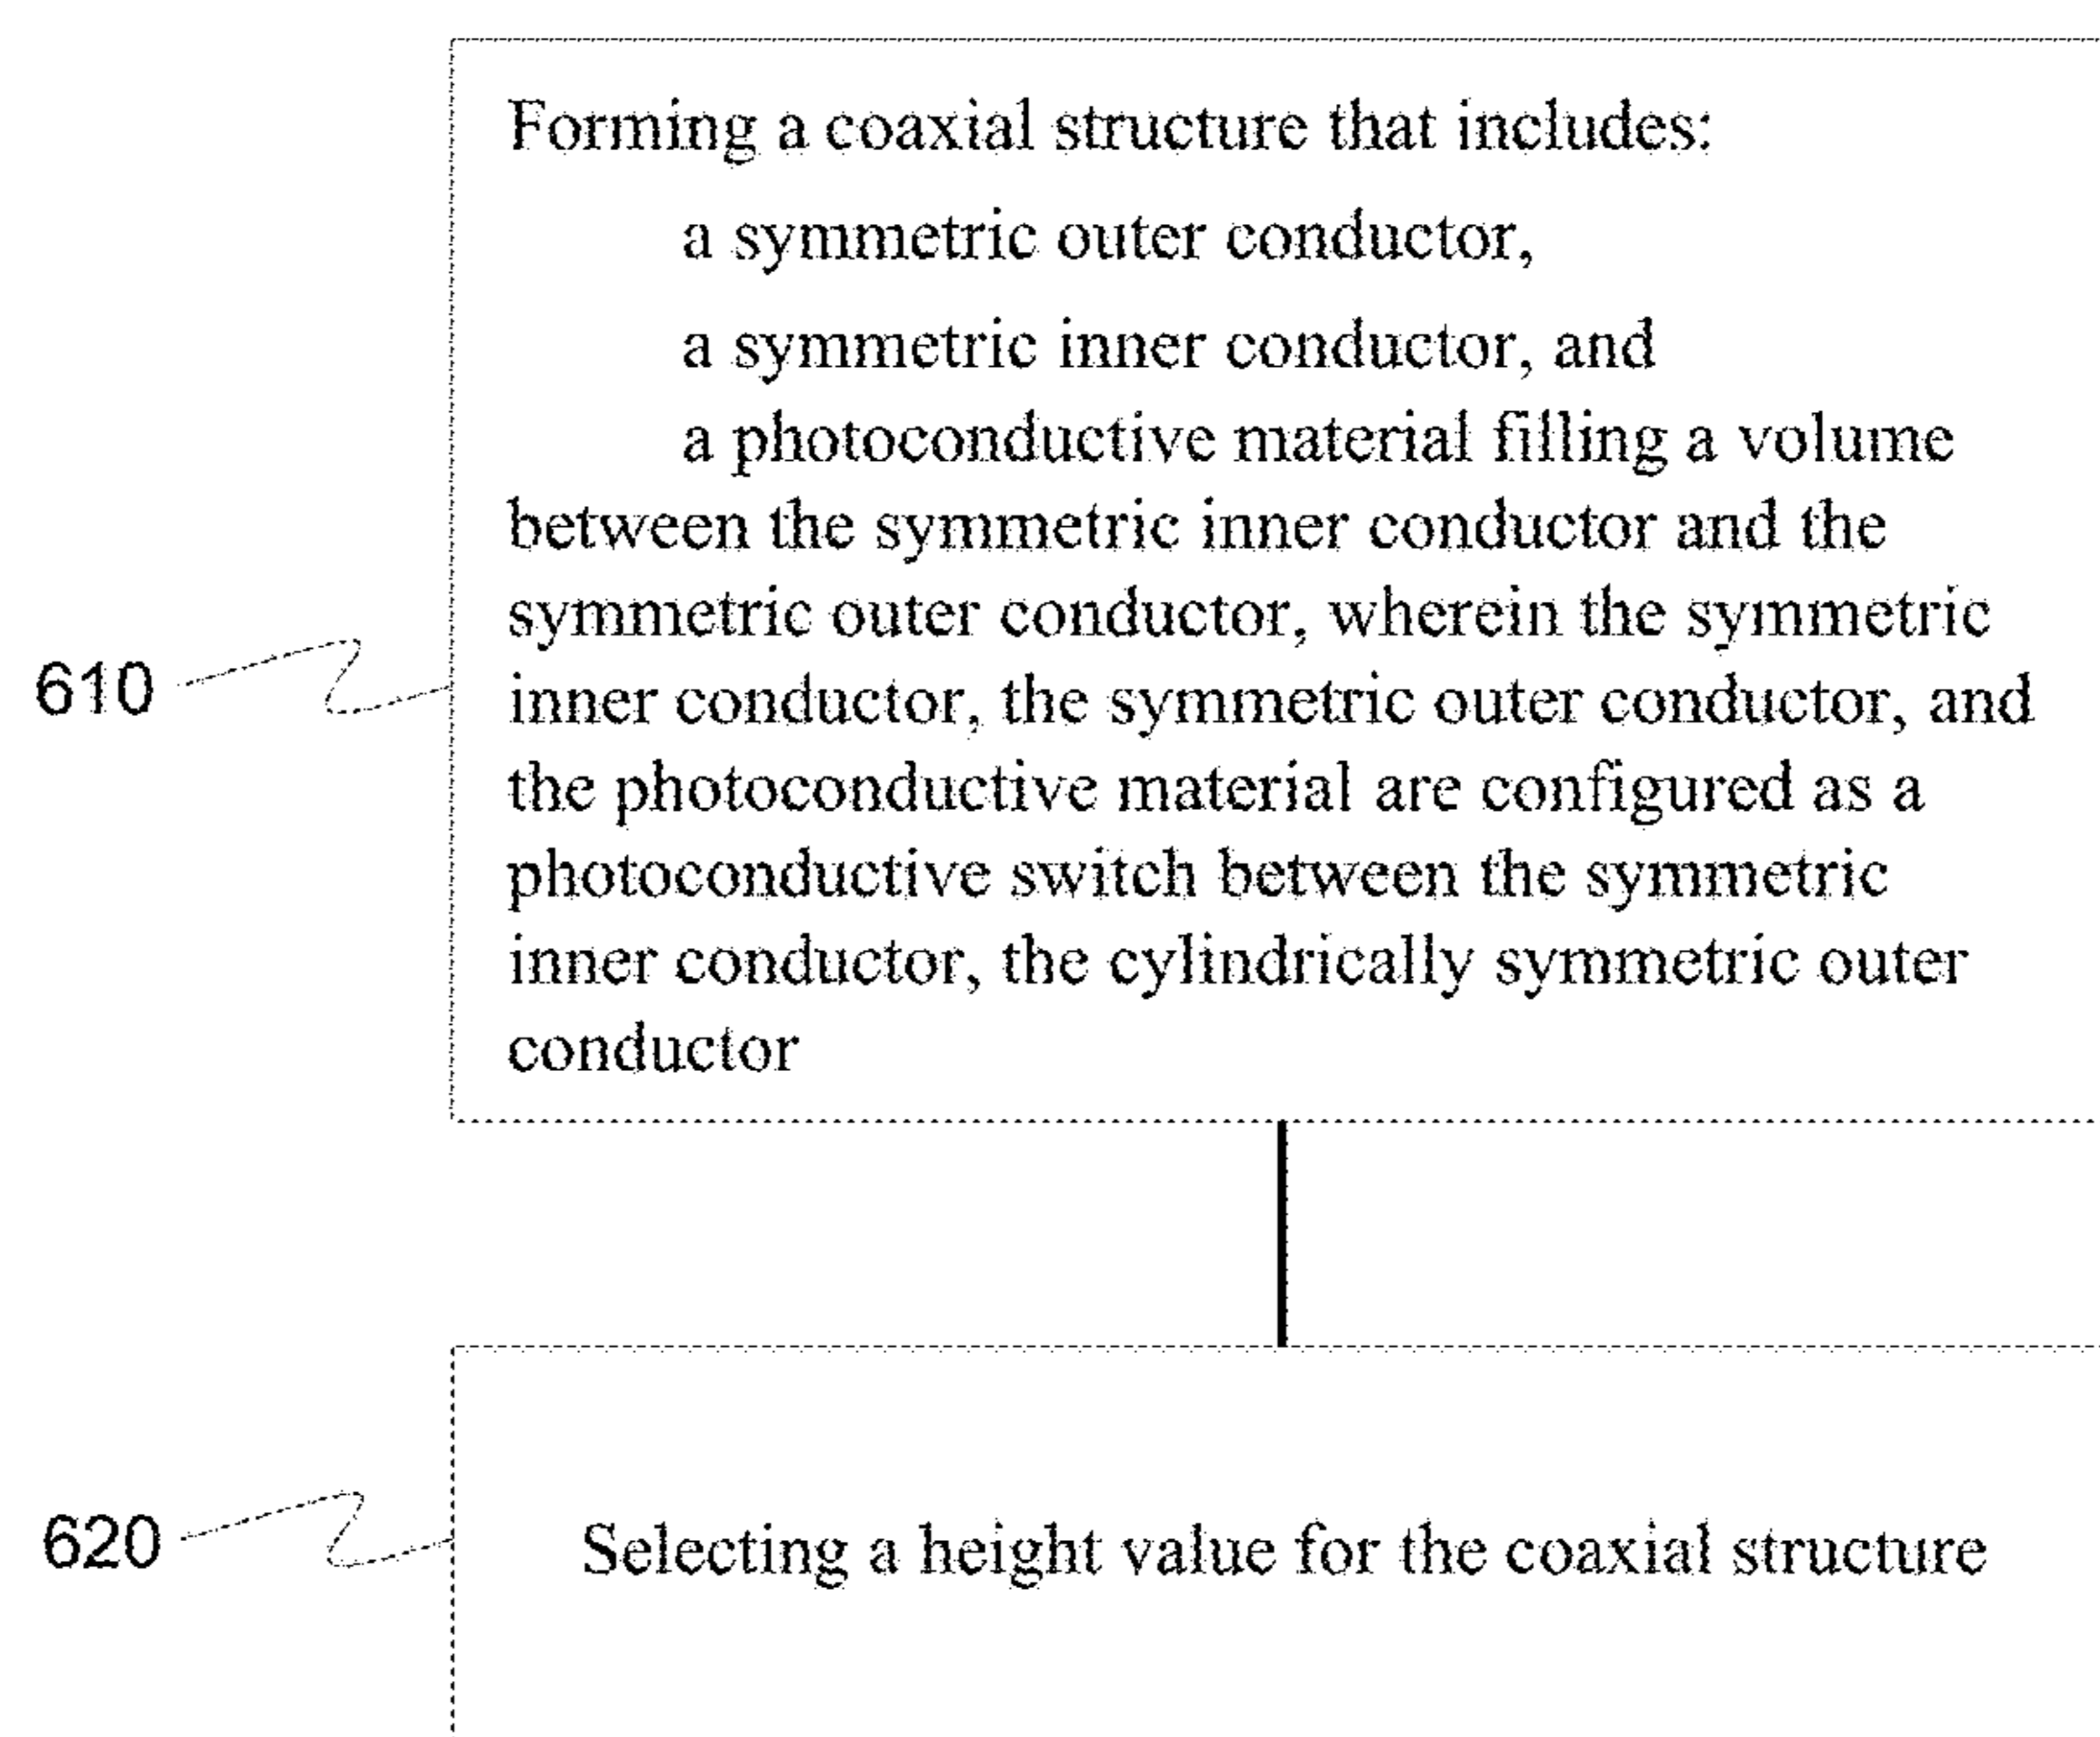 Forming a coaxial structure that includes:
a symmetric outer conductor,
a symmetric inner conductor, and
a photoconductive material filling a volume
between the symmetric inner conductor and the
symmetric outer conductor, wherein the symmetric
610
inner conductor, the symmetric outer conductor, and
the photoconductive material are configured as a
photoconductive switch between the symmetric
inner conductor, the cylindrically symmetric outer
conductor
620
Selecting a height value for the coaxial structure